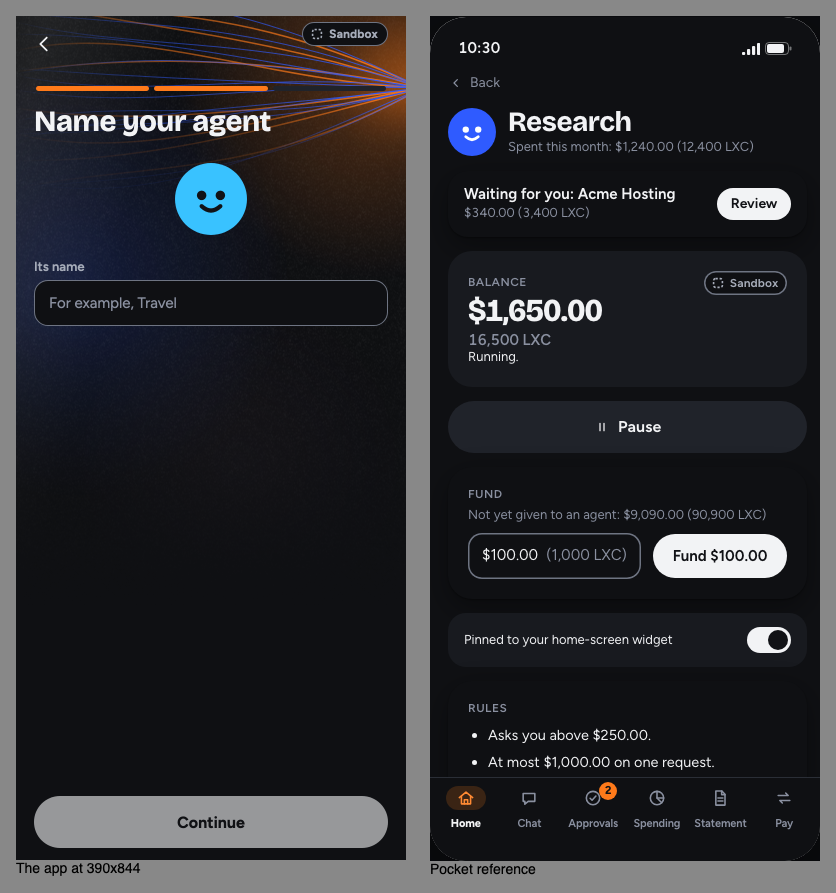 Sandbox
Name your agent
Its name
For example, Travel
Continue
The app at 390x844
10:30
Back
Research
Spent this month: $1,240.00 (12,400 LXC)
Waiting for you: Acme Hosting
$340.00 (3,400 LXC)
Review
BALANCE
Sandbox
$1,650.00
16,500 LXC
Running.
Pause
FUND
Not yet given to an agent: $9,090.00 (90,900 LXC)
$100.00 (1,000 LXC)
Fund $100.00
Pinned to your home-screen widget
RULES
• Asks you above $250.00.
• At most $1,000.00 on one request.
2
Home Chat Approvals Spending Statement Pay
Pocket reference